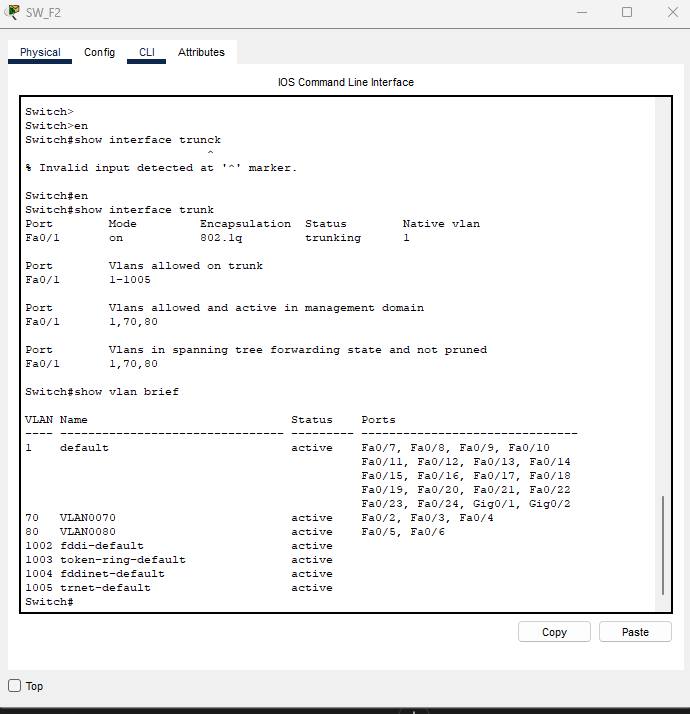 SW_F2
Physical Config CLI Attributes
IOS Command Line Interface
Switch>
Switch>en
Switch#show interface trunck
^
% Invalid input detected at '^' marker.
Switch#en
Switch#show interface trunk
Port Mode Encapsulation Status Native vlan
Fa0/1 on 802.1q trunking 1
Port Vlans allowed on trunk
Fa0/1 1-1005
Port Vlans allowed and active in management domain
Fa0/1 1,70,80
Port Vlans in spanning tree forwarding state and not pruned
Fa0/1 1,70,80
Switch#show vlan brief
VLAN Name Status Ports
---- -------------------------------- --------- -------------------------------
1 default active Fa0/7, Fa0/8, Fa0/9, Fa0/10
Fa0/11, Fa0/12, Fa0/13, Fa0/14
Fa0/15, Fa0/16, Fa0/17, Fa0/18
Fa0/19, Fa0/20, Fa0/21, Fa0/22
Fa0/23, Fa0/24, Gig0/1, Gig0/2
70 VLAN0070 active Fa0/2, Fa0/3, Fa0/4
80 VLAN0080 active Fa0/5, Fa0/6
1002 fddi-default active
1003 token-ring-default active
1004 fddinet-default active
1005 trnet-default active
Switch#
Copy Paste
Top